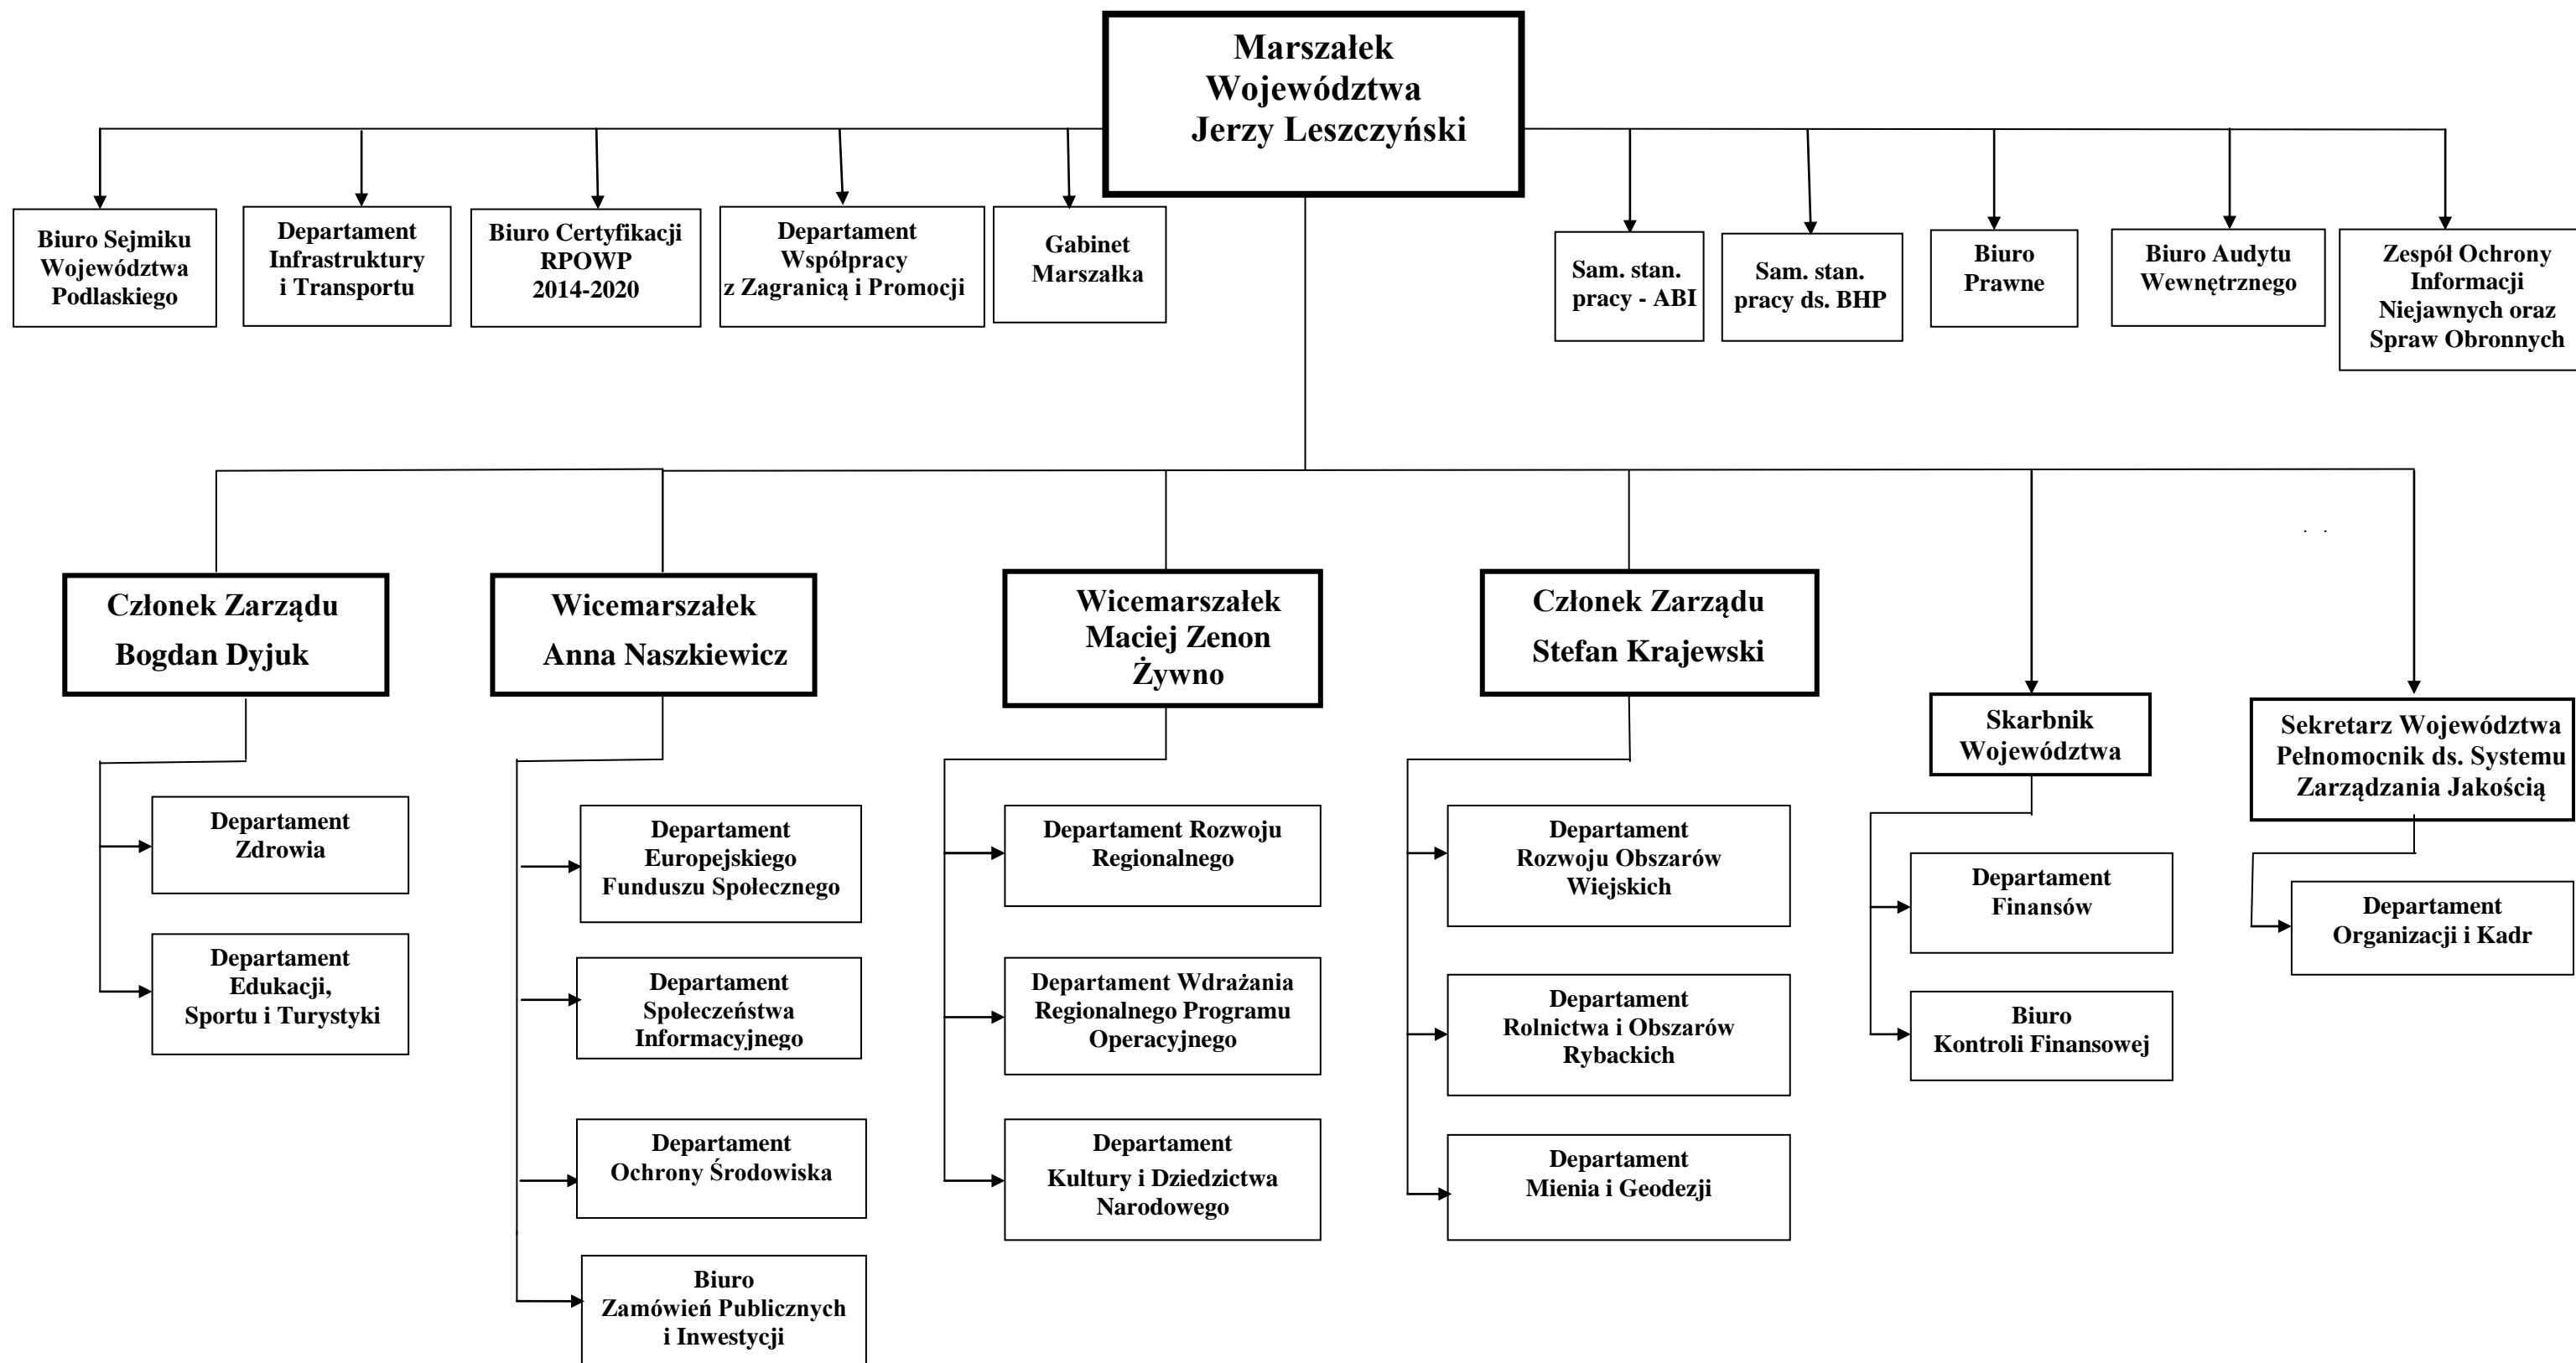 Marszałek
Województwa
Jerzy Leszczyński
Biuro Sejmiku
Województwa
Podlaskiego
Departament
Infrastruktury
i Transportu
Biuro Certyfikacji
RPOWP
2014-2020
Departament
Współpracy
z Zagranicą i Promocji
Gabinet
Marszałka
Sam. stan.
pracy - ABI
Sam. stan.
pracy ds. BHP
Biuro
Prawne
Biuro Audytu
Wewnętrznego
Zespół Ochrony
Informacji
Niejawnych oraz
Spraw Obronnych
Członek Zarządu
Bogdan Dyjuk
Wicemarszałek
Anna Naszkiewicz
Wicemarszałek
Maciej Zenon
Żywno
Członek Zarządu
Stefan Krajewski
Skarbnik
Województwa
Sekretarz Województwa
Pełnomocnik ds. Systemu
Zarządzania Jakością
Departament
Zdrowia
Departament
Edukacji,
Sportu i Turystyki
Departament
Europejskiego
Funduszu Społecznego
Departament
Społeczeństwa
Informacyjnego
Departament
Ochrony Środowiska
Biuro
Zamówień Publicznych
i Inwestycji
Departament Rozwoju
Regionalnego
Departament Wdrażania
Regionalnego Programu
Operacyjnego
Departament
Kultury i Dziedzictwa
Narodowego
Departament
Rozwoju Obszarów
Wiejskich
Departament
Rolnictwa i Obszarów
Rybackich
Departament
Mienia i Geodezji
Departament
Finansów
Biuro
Kontroli Finansowej
Departament
Organizacji i Kadr